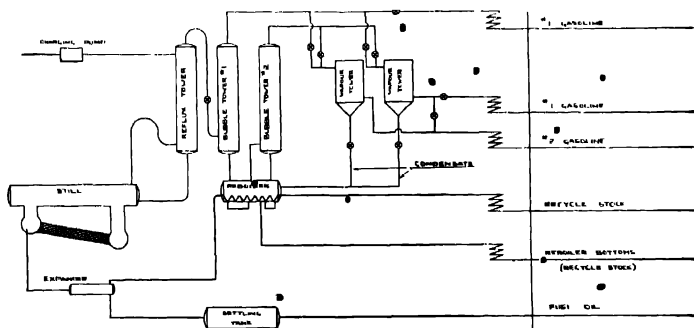 CHARGING PUMP
REFLUX TOWER
BUBBLE TOWER #1
BUBBLE TOWER #2
VAPOUR TOWER
VAPOUR TOWER
#1 GASOLINE
#1 GASOLINE
#2 GASOLINE
CONDENSATE
STILL
REBOILER
RECYCLE STOCK
REBOILER BOTTOMS
(RECYCLE STOCK)
EXPANDER
SETTLING
TANK
FUEL OIL